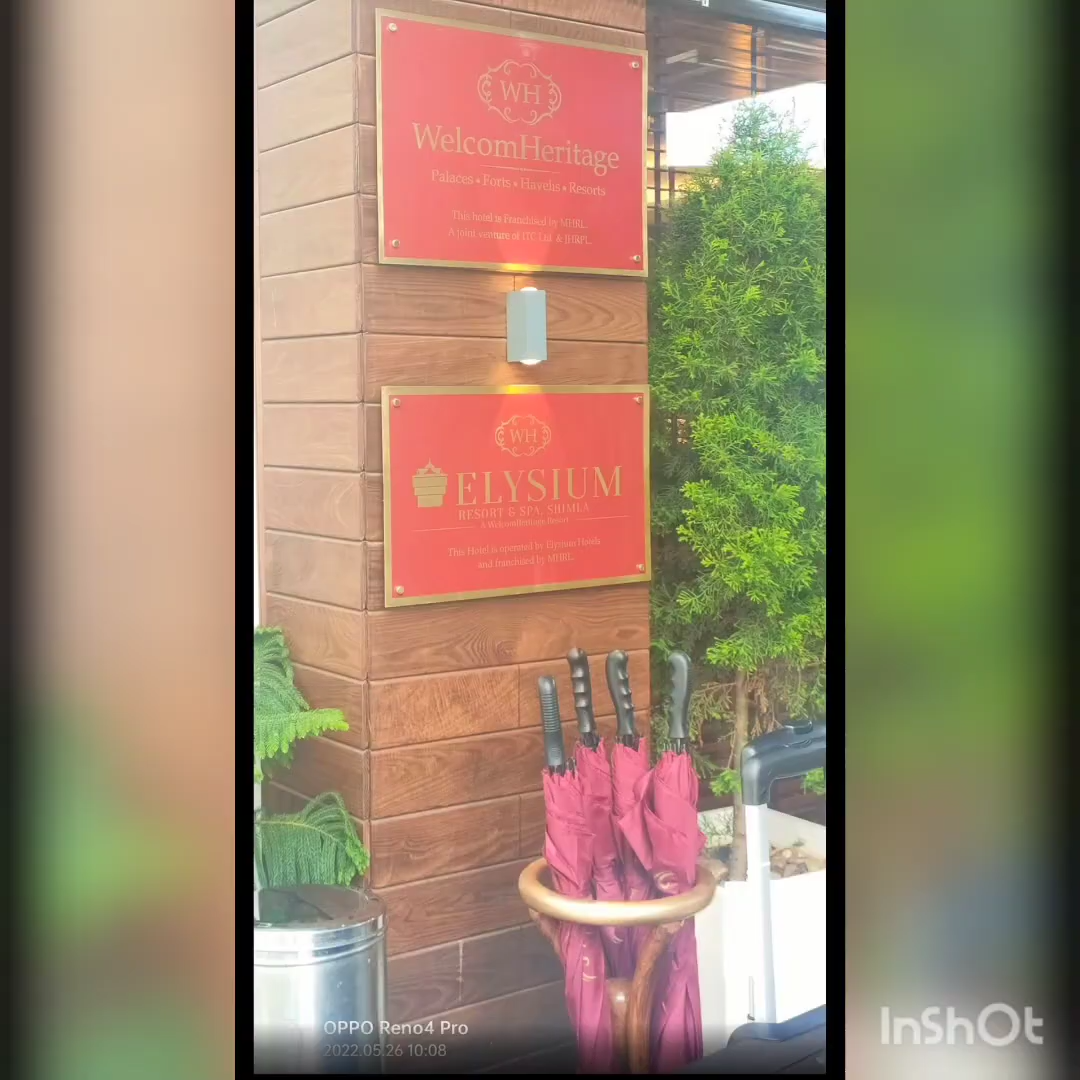 WH
WelcomHeritage
Palaces • Forts • Havelis • Resorts
This hotel is Franchised by MHRL.
A joint venture of ITC Ltd. & JHRPL.
WH
ELYSIUM
RESORT & SPA, SHIMLA
A WelcomHeritage Resort
This Hotel is operated by Elysium Hotels
and franchised by MHRL.
OPPO Reno4 Pro
2022.05.26 10:08
InShOt